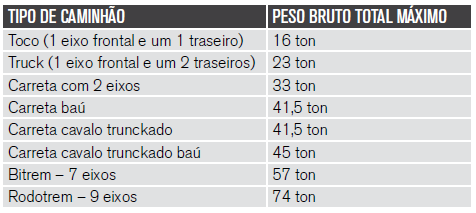 TIPO DE CAMINHÃO PESO BRUTO TOTAL MÁXIMO
Toco (1 eixo frontal e um 1 traseiro) 16 ton
Truck (1 eixo frontal e um 2 traseiros) 23 ton
Carreta com 2 eixos 33 ton
Carreta baú 41,5 ton
Carreta cavalo trunckado 41,5 ton
Carreta cavalo trunckado baú 45 ton
Bitrem – 7 eixos 57 ton
Rodotrem – 9 eixos 74 ton